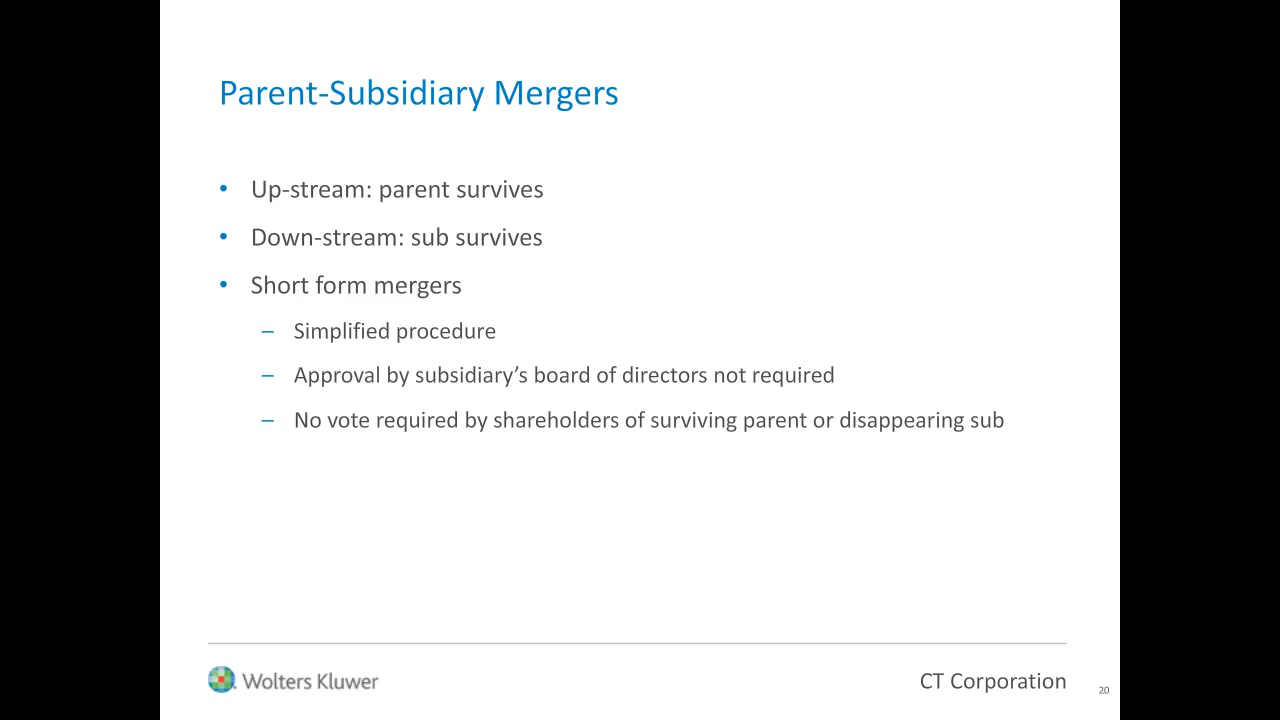 Parent-Subsidiary Mergers
• Up-stream: parent survives
• Down-stream: sub survives
• Short form mergers
– Simplified procedure
– Approval by subsidiary’s board of directors not required
– No vote required by shareholders of surviving parent or disappearing sub
Wolters Kluwer
CT Corporation
20